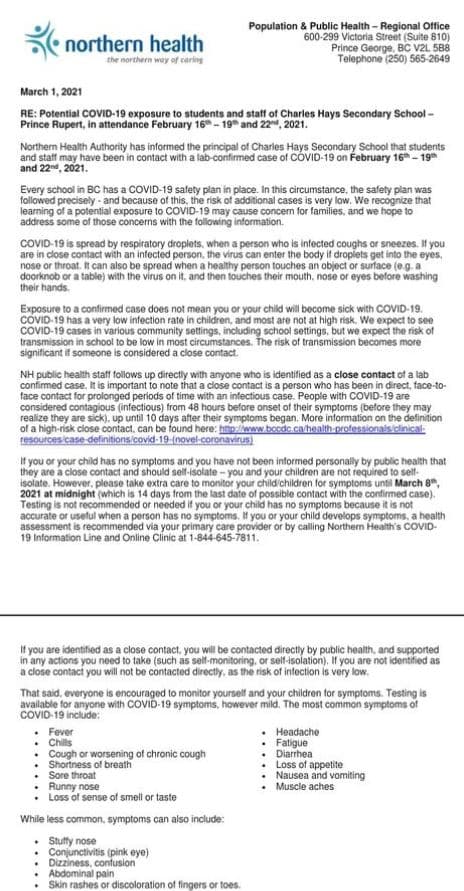 northern health
the northern way of caring
Population & Public Health – Regional Office
600-299 Victoria Street (Suite 810)
Prince George, BC V2L 5B8
Telephone (250) 565-2649
March 1, 2021
RE: Potential COVID-19 exposure to students and staff of Charles Hays Secondary School –
Prince Rupert, in attendance February 16th – 19th and 22nd, 2021.
Northern Health Authority has informed the principal of Charles Hays Secondary School that students
and staff may have been in contact with a lab-confirmed case of COVID-19 on February 16th – 19th
and 22nd, 2021.
Every school in BC has a COVID-19 safety plan in place. In this circumstance, the safety plan was
followed precisely - and because of this, the risk of additional cases is very low. We recognize that
learning of a potential exposure to COVID-19 may cause concern for families, and we hope to
address some of those concerns with the following information.
COVID-19 is spread by respiratory droplets, when a person who is infected coughs or sneezes. If you
are in close contact with an infected person, the virus can enter the body if droplets get into the eyes,
nose or throat. It can also be spread when a healthy person touches an object or surface (e.g. a
doorknob or a table) with the virus on it, and then touches their mouth, nose or eyes before washing
their hands.
Exposure to a confirmed case does not mean you or your child will become sick with COVID-19.
COVID-19 has a very low infection rate in children, and most are not at high risk. We expect to see
COVID-19 cases in various community settings, including school settings, but we expect the risk of
transmission in school to be low in most circumstances. The risk of transmission becomes more
significant if someone is considered a close contact.
NH public health staff follows up directly with anyone who is identified as a close contact of a lab
confirmed case. It is important to note that a close contact is a person who has been in direct, face-to-
face contact for prolonged periods of time with an infectious case. People with COVID-19 are
considered contagious (infectious) from 48 hours before onset of their symptoms (before they may
realize they are sick), up until 10 days after their symptoms began. More information on the definition
of a high-risk close contact, can be found here: http://www.bccdc.ca/health-professionals/clinical-
resources/case-definitions/covid-19-(novel-coronavirus)
If you or your child has no symptoms and you have not been informed personally by public health that
they are a close contact and should self-isolate – you and your children are not required to self-
isolate. However, please take extra care to monitor your child/children for symptoms until March 8th,
2021 at midnight (which is 14 days from the last date of possible contact with the confirmed case).
Testing is not recommended or needed if you or your child has no symptoms because it is not
accurate or useful when a person has no symptoms. If you or your child develops symptoms, a health
assessment is recommended via your primary care provider or by calling Northern Health's COVID-
19 Information Line and Online Clinic at 1-844-645-7811.
If you are identified as a close contact, you will be contacted directly by public health, and supported
in any actions you need to take (such as self-monitoring, or self-isolation). If you are not identified as
a close contact you will not be contacted directly, as the risk of infection is very low.
That said, everyone is encouraged to monitor yourself and your children for symptoms. Testing is
available for anyone with COVID-19 symptoms, however mild. The most common symptoms of
COVID-19 include:
• Fever
• Chills
• Cough or worsening of chronic cough
• Shortness of breath
• Sore throat
• Runny nose
• Loss of sense of smell or taste
• Headache
• Fatigue
• Diarrhea
• Loss of appetite
• Nausea and vomiting
• Muscle aches
While less common, symptoms can also include:
• Stuffy nose
• Conjunctivitis (pink eye)
• Dizziness, confusion
• Abdominal pain
• Skin rashes or discoloration of fingers or toes.